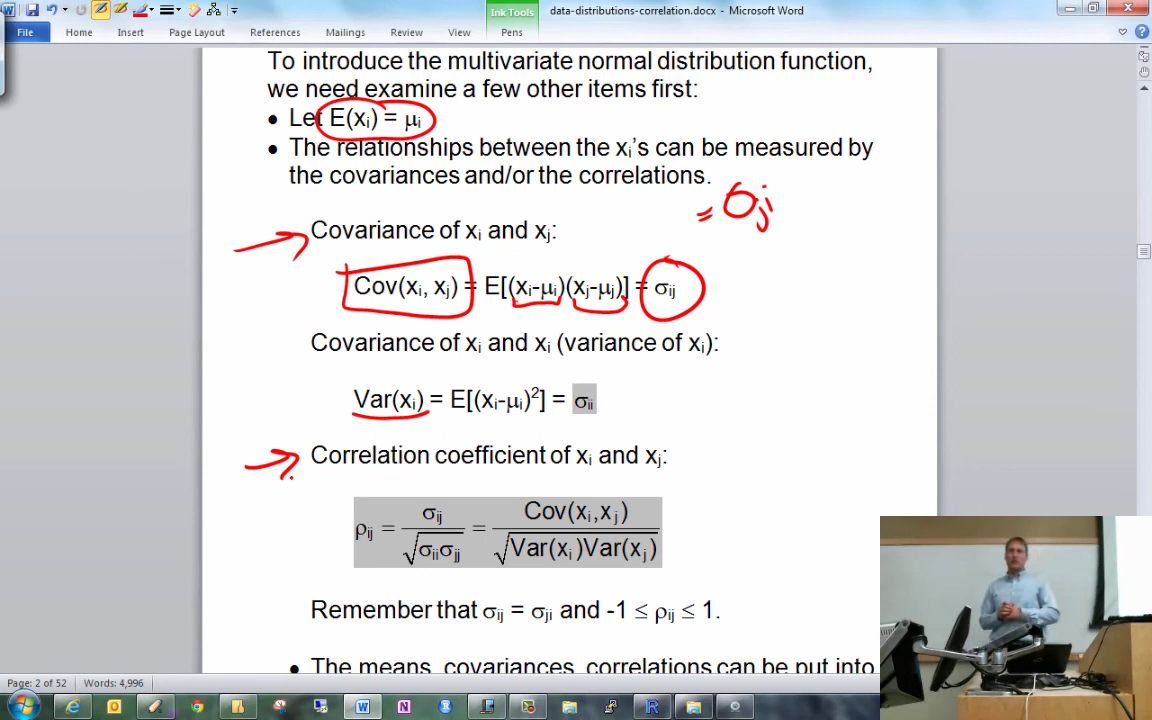 data-distributions-correlation.docx - Microsoft Word
Ink Tools
File Home Insert Page Layout References Mailings Review View Pens
To introduce the multivariate normal distribution function,
we need examine a few other items first:
• Let E(xᵢ) = μᵢ
• The relationships between the xᵢ's can be measured by
the covariances and/or the correlations.
= σj
Covariance of xᵢ and xⱼ:
Cov(xᵢ, xⱼ) = E[(xᵢ-μᵢ)(xⱼ-μⱼ)] = σᵢⱼ
Covariance of xᵢ and xᵢ (variance of xᵢ):
Var(xᵢ) = E[(xᵢ-μᵢ)²] = σᵢᵢ
Correlation coefficient of xᵢ and xⱼ:
ρᵢⱼ = σᵢⱼ / √(σᵢᵢσⱼⱼ) = Cov(xᵢ,xⱼ) / √(Var(xᵢ)Var(xⱼ))
Remember that σᵢⱼ = σⱼᵢ and -1 ≤ ρᵢⱼ ≤ 1.
• The means, covariances, correlations can be put into
Page: 2 of 52 Words: 4,996